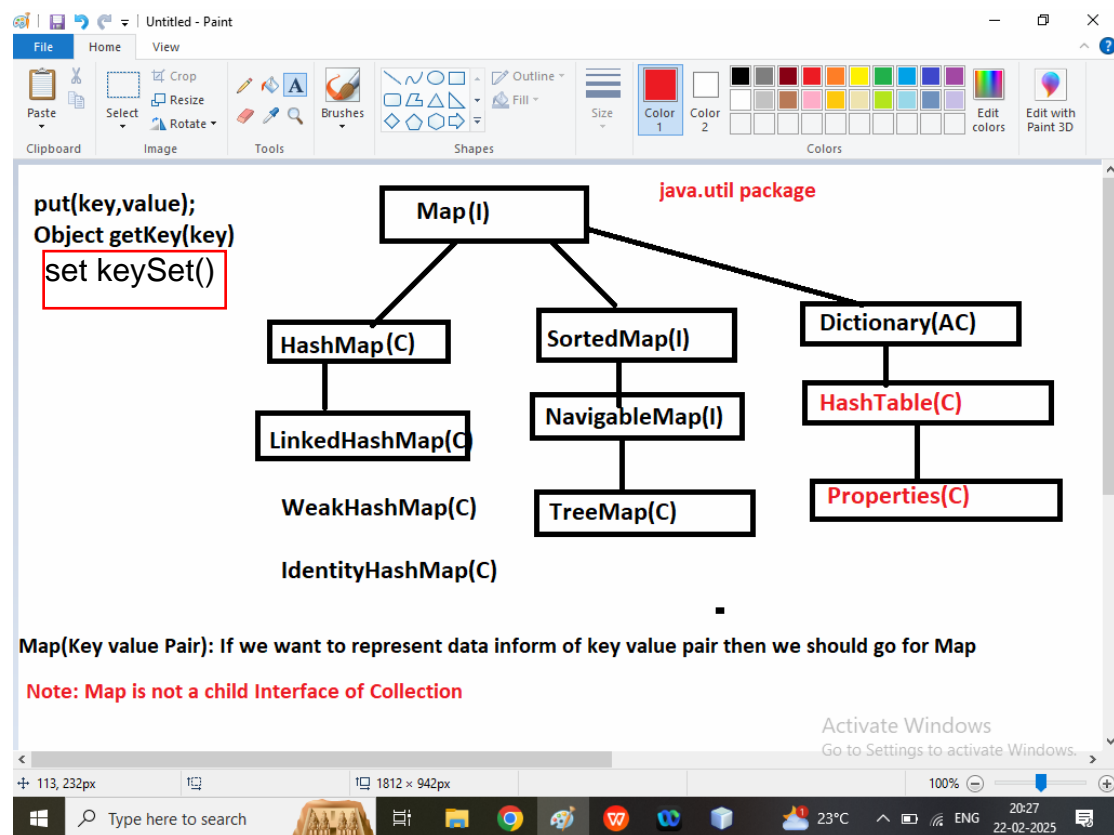 Untitled - Paint
File Home View
Paste
Select
Crop
Resize
Rotate
Brushes
Outline
Fill
Size
Color 1
Color 2
Edit colors
Edit with Paint 3D
Clipboard
Image
Tools
Shapes
Colors
put(key,value);
Object getKey(key)
set keySet()
Map(I)
java.util package
HashMap(C)
SortedMap(I)
Dictionary(AC)
LinkedHashMap(C)
NavigableMap(I)
HashTable(C)
WeakHashMap(C)
TreeMap(C)
Properties(C)
IdentityHashMap(C)
Map(Key value Pair): If we want to represent data inform of key value pair then we should go for Map
Note: Map is not a child Interface of Collection
Activate Windows
Go to Settings to activate Windows.
113, 232px
1812 × 942px
100%
Type here to search
23°C
ENG
20:27
22-02-2025